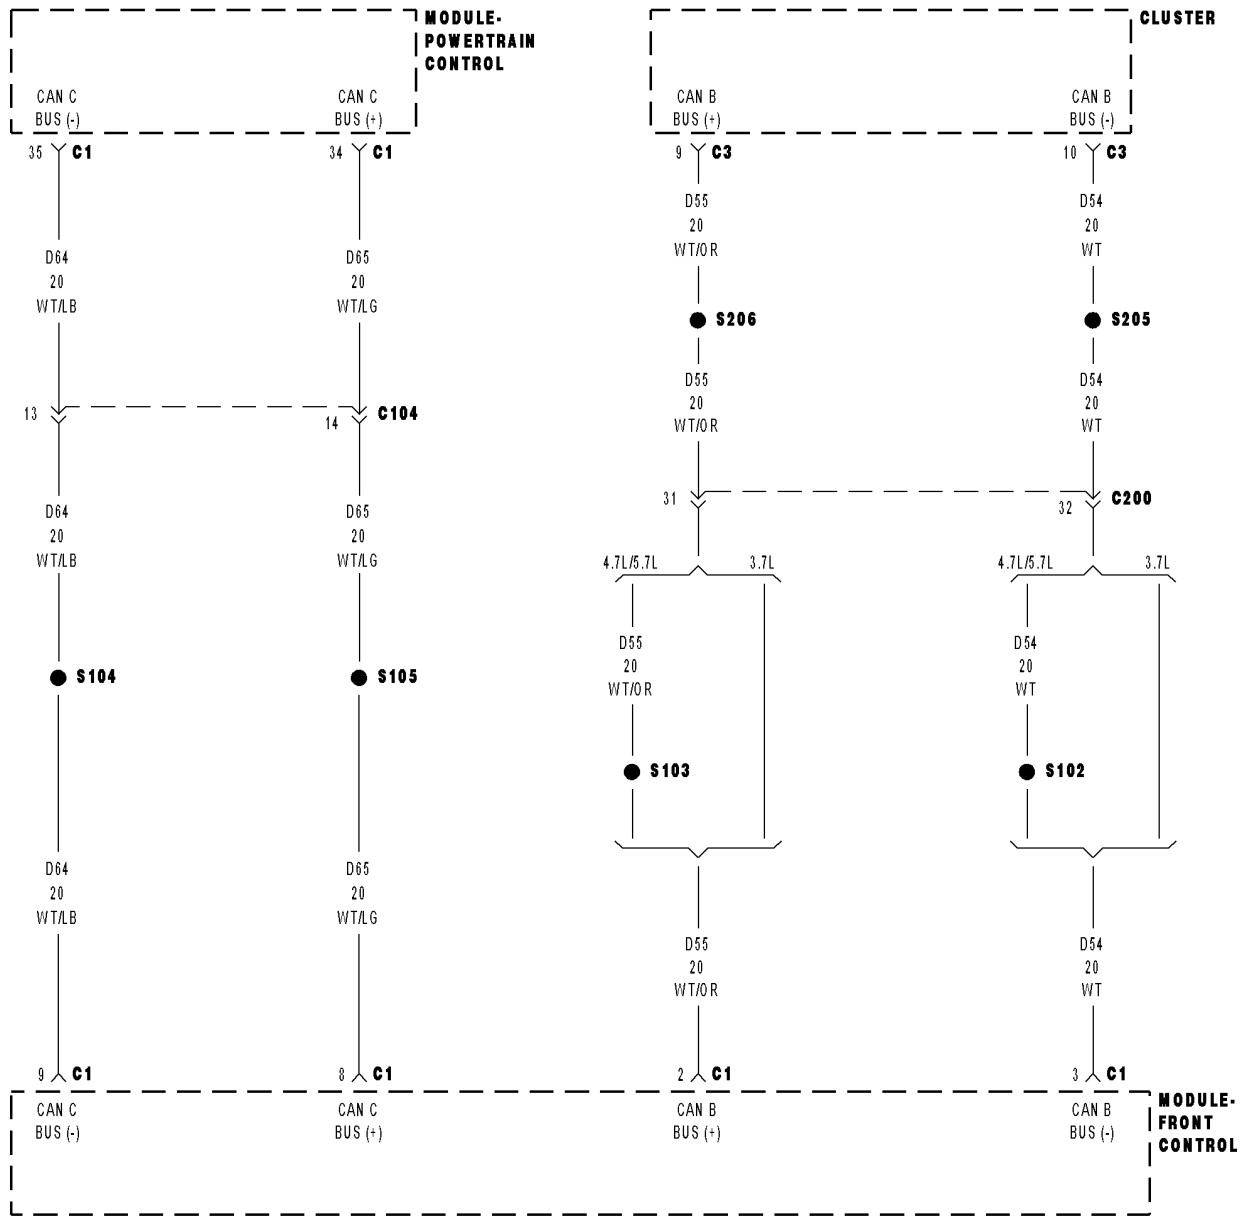 MODULE-
POWERTRAIN
CONTROL
CLUSTER
CAN C
BUS (-)
CAN C
BUS (+)
CAN B
BUS (+)
CAN B
BUS (-)
35 C1
34 C1
9 C3
10 C3
D55
20
WT/OR
D54
20
WT
D64
20
WT/LB
D65
20
WT/LG
S206
S205
D55
20
WT/OR
D54
20
WT
13
14
C104
31
32
C200
D64
20
WT/LB
D65
20
WT/LG
4.7L/5.7L
3.7L
4.7L/5.7L
3.7L
D55
20
WT/OR
D54
20
WT
S104
S105
S103
S102
D64
20
WT/LB
D65
20
WT/LG
D55
20
WT/OR
D54
20
WT
9 C1
8 C1
2 C1
3 C1
CAN C
BUS (-)
CAN C
BUS (+)
CAN B
BUS (+)
CAN B
BUS (-)
MODULE-
FRONT
CONTROL